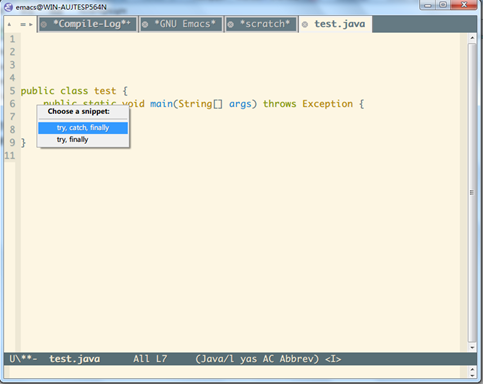 emacs@WIN-AUJTESP564N
*Compile-Log* *GNU Emacs* *scratch* test.java
1
2
3
4
5 public class test {
6 public static void main(String[] args) throws Exception {
Choose a snippet:
7
8 try, catch, finally
try, finally
9 }
11
U\**- test.java All L7 (Java/l yas AC Abbrev) <I>